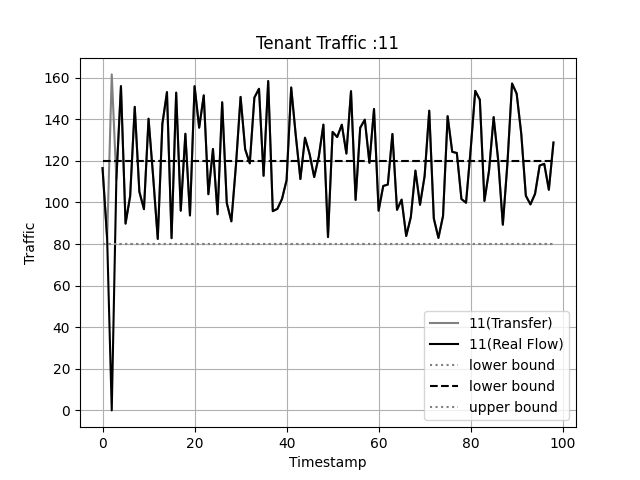 Tenant Traffic :11
Traffic
160
140
120
100
80
60
40
20
0
11(Transfer)
11(Real Flow)
lower bound
lower bound
upper bound
0 20 40 60 80 100
Timestamp